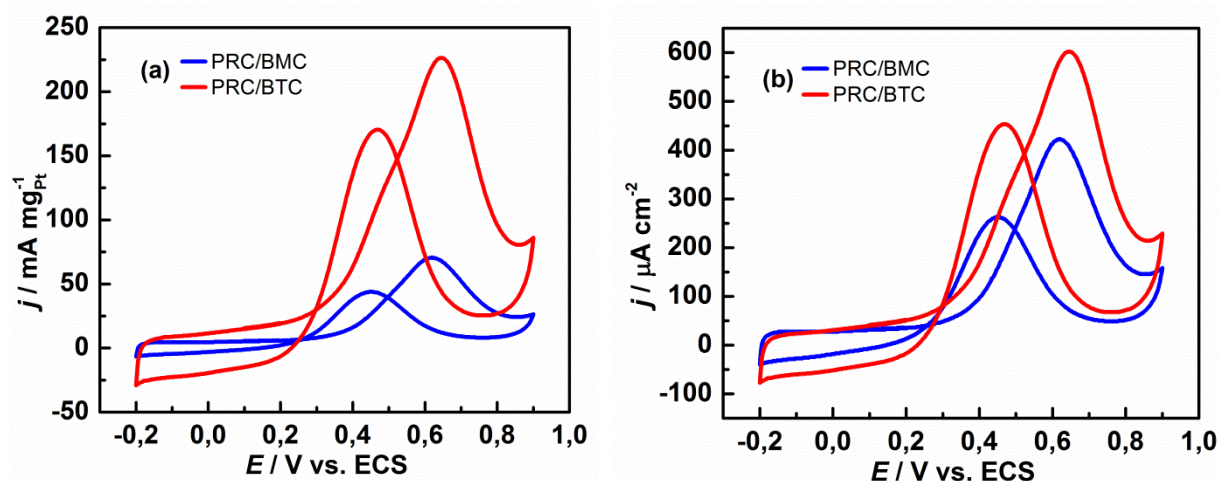 (a)
PRC/BMC
PRC/BTC
250
200
150
100
50
0
-50
j / mA mg⁻¹Pt
-0,2 0,0 0,2 0,4 0,6 0,8 1,0
E / V vs. ECS
(b)
PRC/BMC
PRC/BTC
600
500
400
300
200
100
0
-100
j / µA cm⁻²
-0,2 0,0 0,2 0,4 0,6 0,8 1,0
E / V vs. ECS